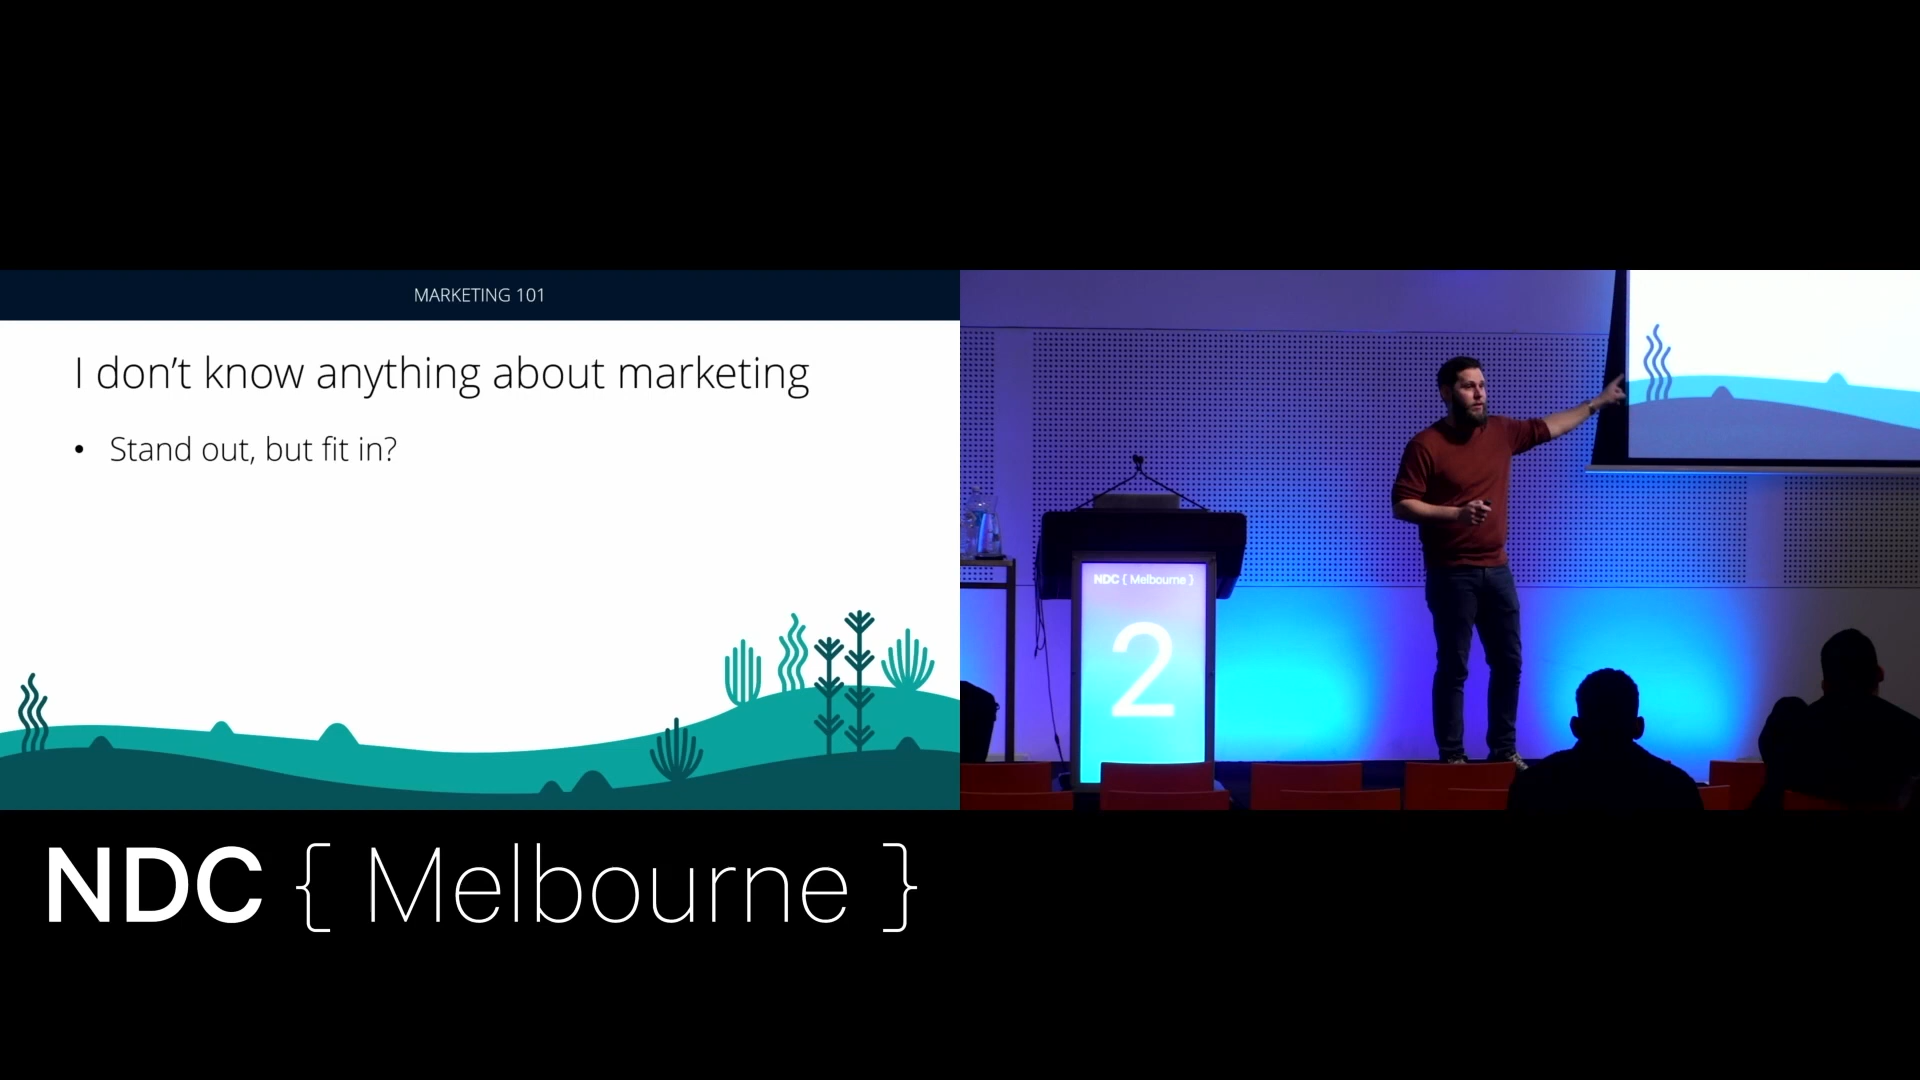 MARKETING 101
I don't know anything about marketing
• Stand out, but fit in?
NDC { Melbourne }
2
NDC { Melbourne }